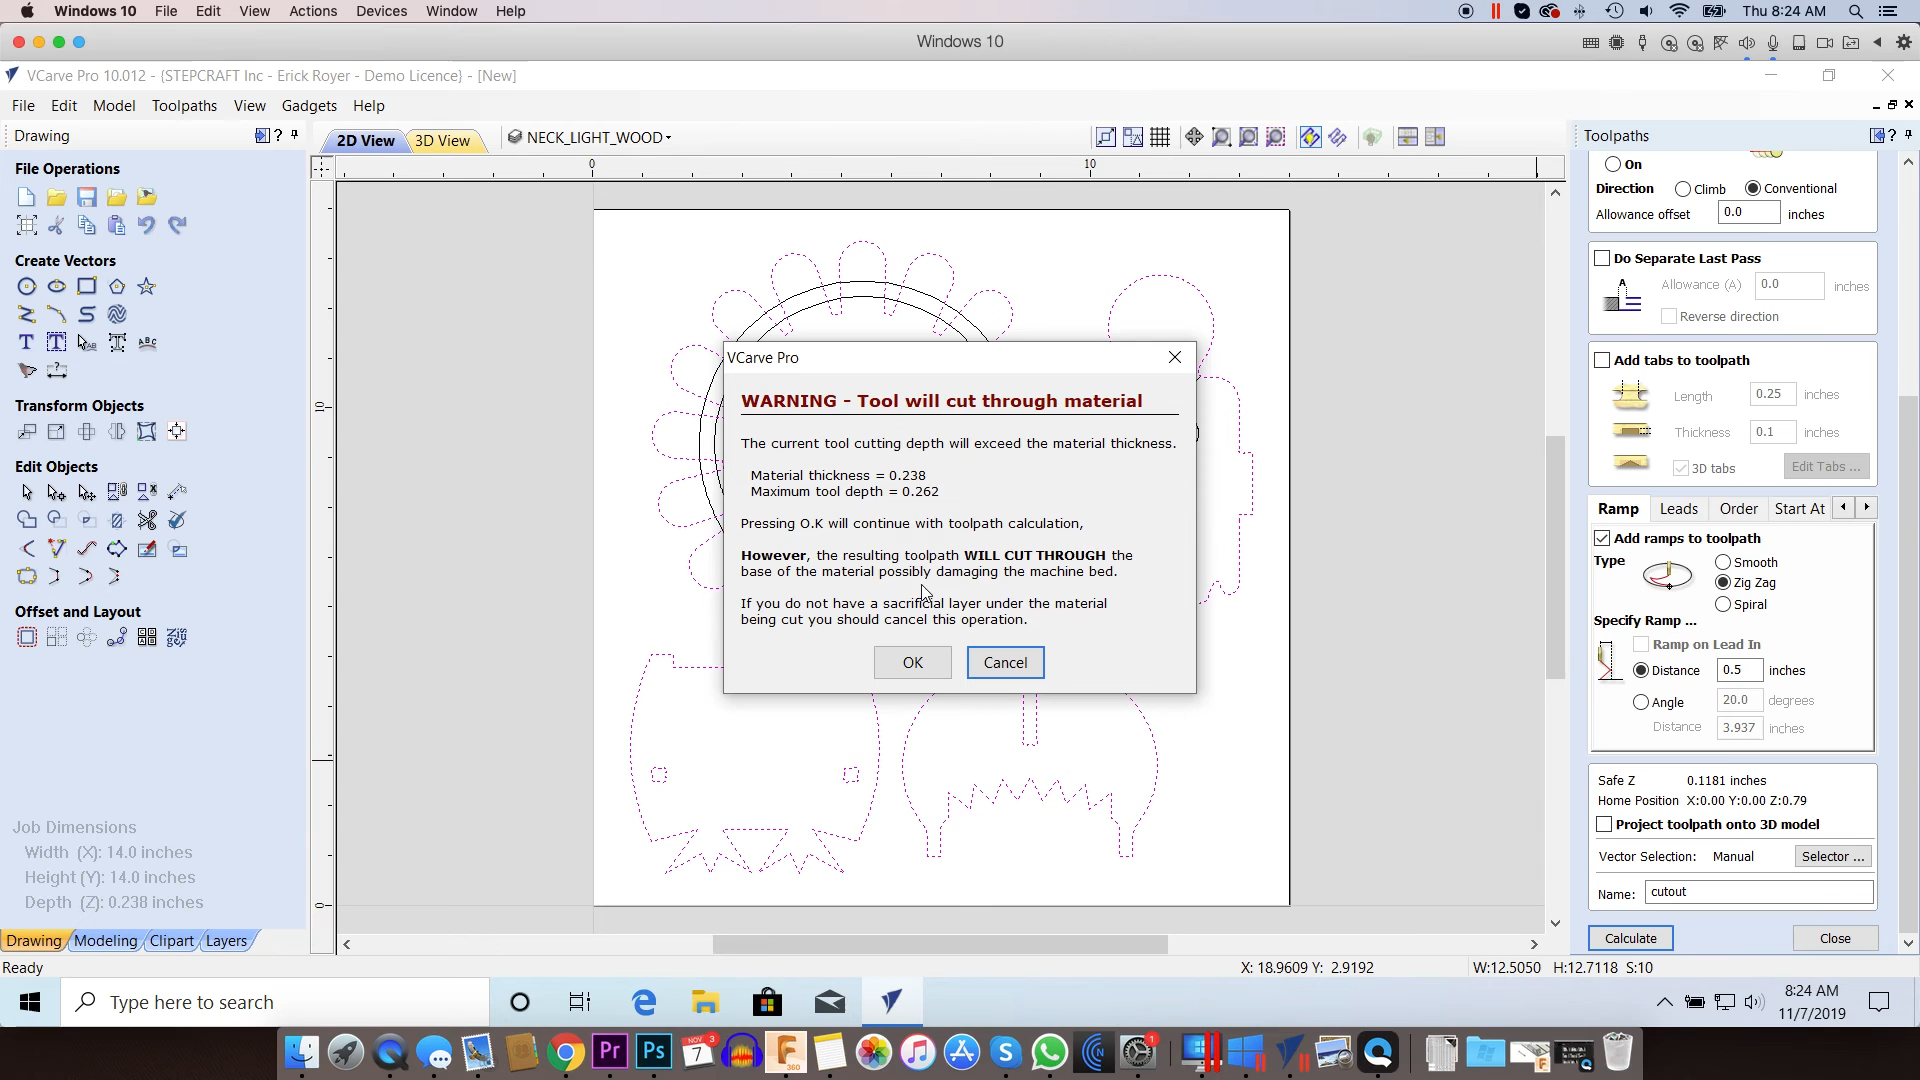 Windows 10 File Edit View Actions Devices Window Help Thu 8:24 AM
Windows 10
VCarve Pro 10.012 - {STEPCRAFT Inc - Erick Royer - Demo Licence} - [New]
File Edit Model Toolpaths View Gadgets Help
Drawing
2D View 3D View NECK_LIGHT_WOOD
Toolpaths
File Operations
Create Vectors
Transform Objects
Edit Objects
Offset and Layout
Job Dimensions
Width (X): 14.0 inches
Height (Y): 14.0 inches
Depth (Z): 0.238 inches
Drawing Modeling Clipart Layers
0 10
10
0
VCarve Pro
WARNING - Tool will cut through material
The current tool cutting depth will exceed the material thickness.
Material thickness = 0.238
Maximum tool depth = 0.262
Pressing O.K will continue with toolpath calculation,
However, the resulting toolpath WILL CUT THROUGH the
base of the material possibly damaging the machine bed.
If you do not have a sacrificial layer under the material
being cut you should cancel this operation.
OK Cancel
On
Direction Climb Conventional
Allowance offset 0.0 inches
Do Separate Last Pass
A Allowance (A) 0.0 inches
Reverse direction
Add tabs to toolpath
Length 0.25 inches
Thickness 0.1 inches
3D tabs Edit Tabs ...
Ramp Leads Order Start At
Add ramps to toolpath
Type Smooth
Zig Zag
Spiral
Specify Ramp ...
Ramp on Lead In
Distance 0.5 inches
Angle 20.0 degrees
Distance 3.937 inches
Safe Z 0.1181 inches
Home Position X:0.00 Y:0.00 Z:0.79
Project toolpath onto 3D model
Vector Selection: Manual Selector ...
Name: cutout
Calculate Close
Ready X: 18.9609 Y: 2.9192 W:12.5050 H:12.7118 S:10
Type here to search
8:24 AM
11/7/2019
Pr Ps NOV 7 3 F 360 1